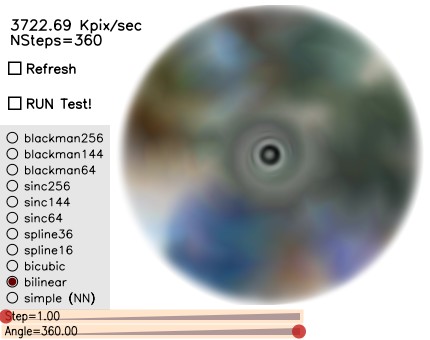 3722.69 Kpix/sec
NSteps=360
Refresh
RUN Test!
blackman256
blackman144
blackman64
sinc256
sinc144
sinc64
spline36
spline16
bicubic
bilinear
simple (NN)
Step=1.00
Angle=360.00